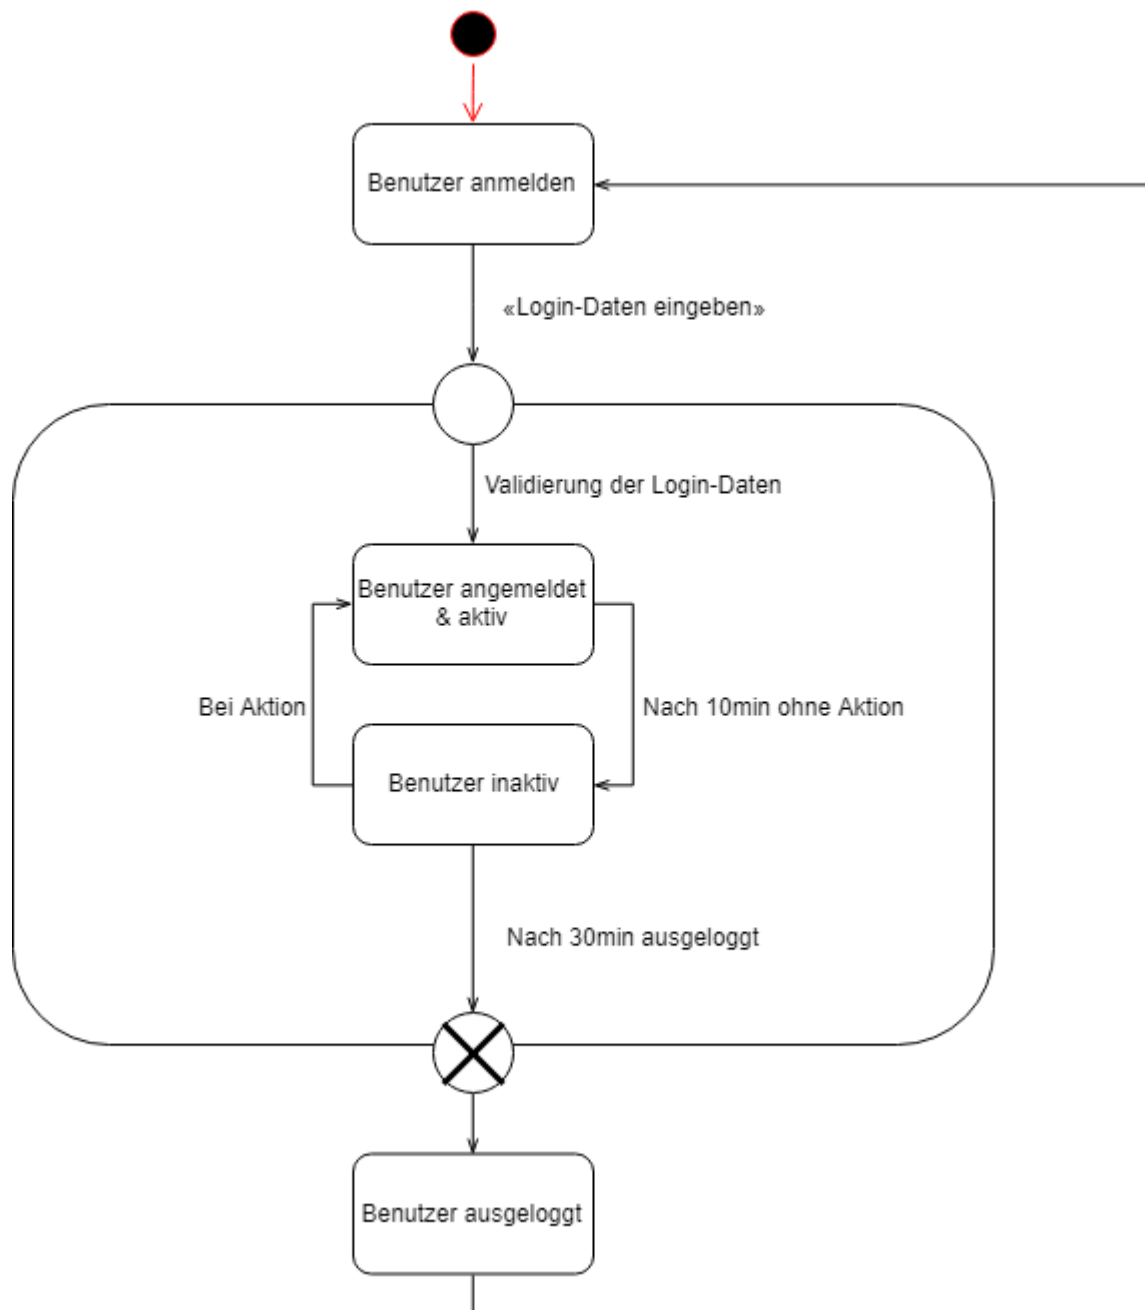 Benutzer anmelden
«Login-Daten eingeben»
Validierung der Login-Daten
Benutzer angemeldet
& aktiv
Bei Aktion
Nach 10min ohne Aktion
Benutzer inaktiv
Nach 30min ausgeloggt
Benutzer ausgeloggt